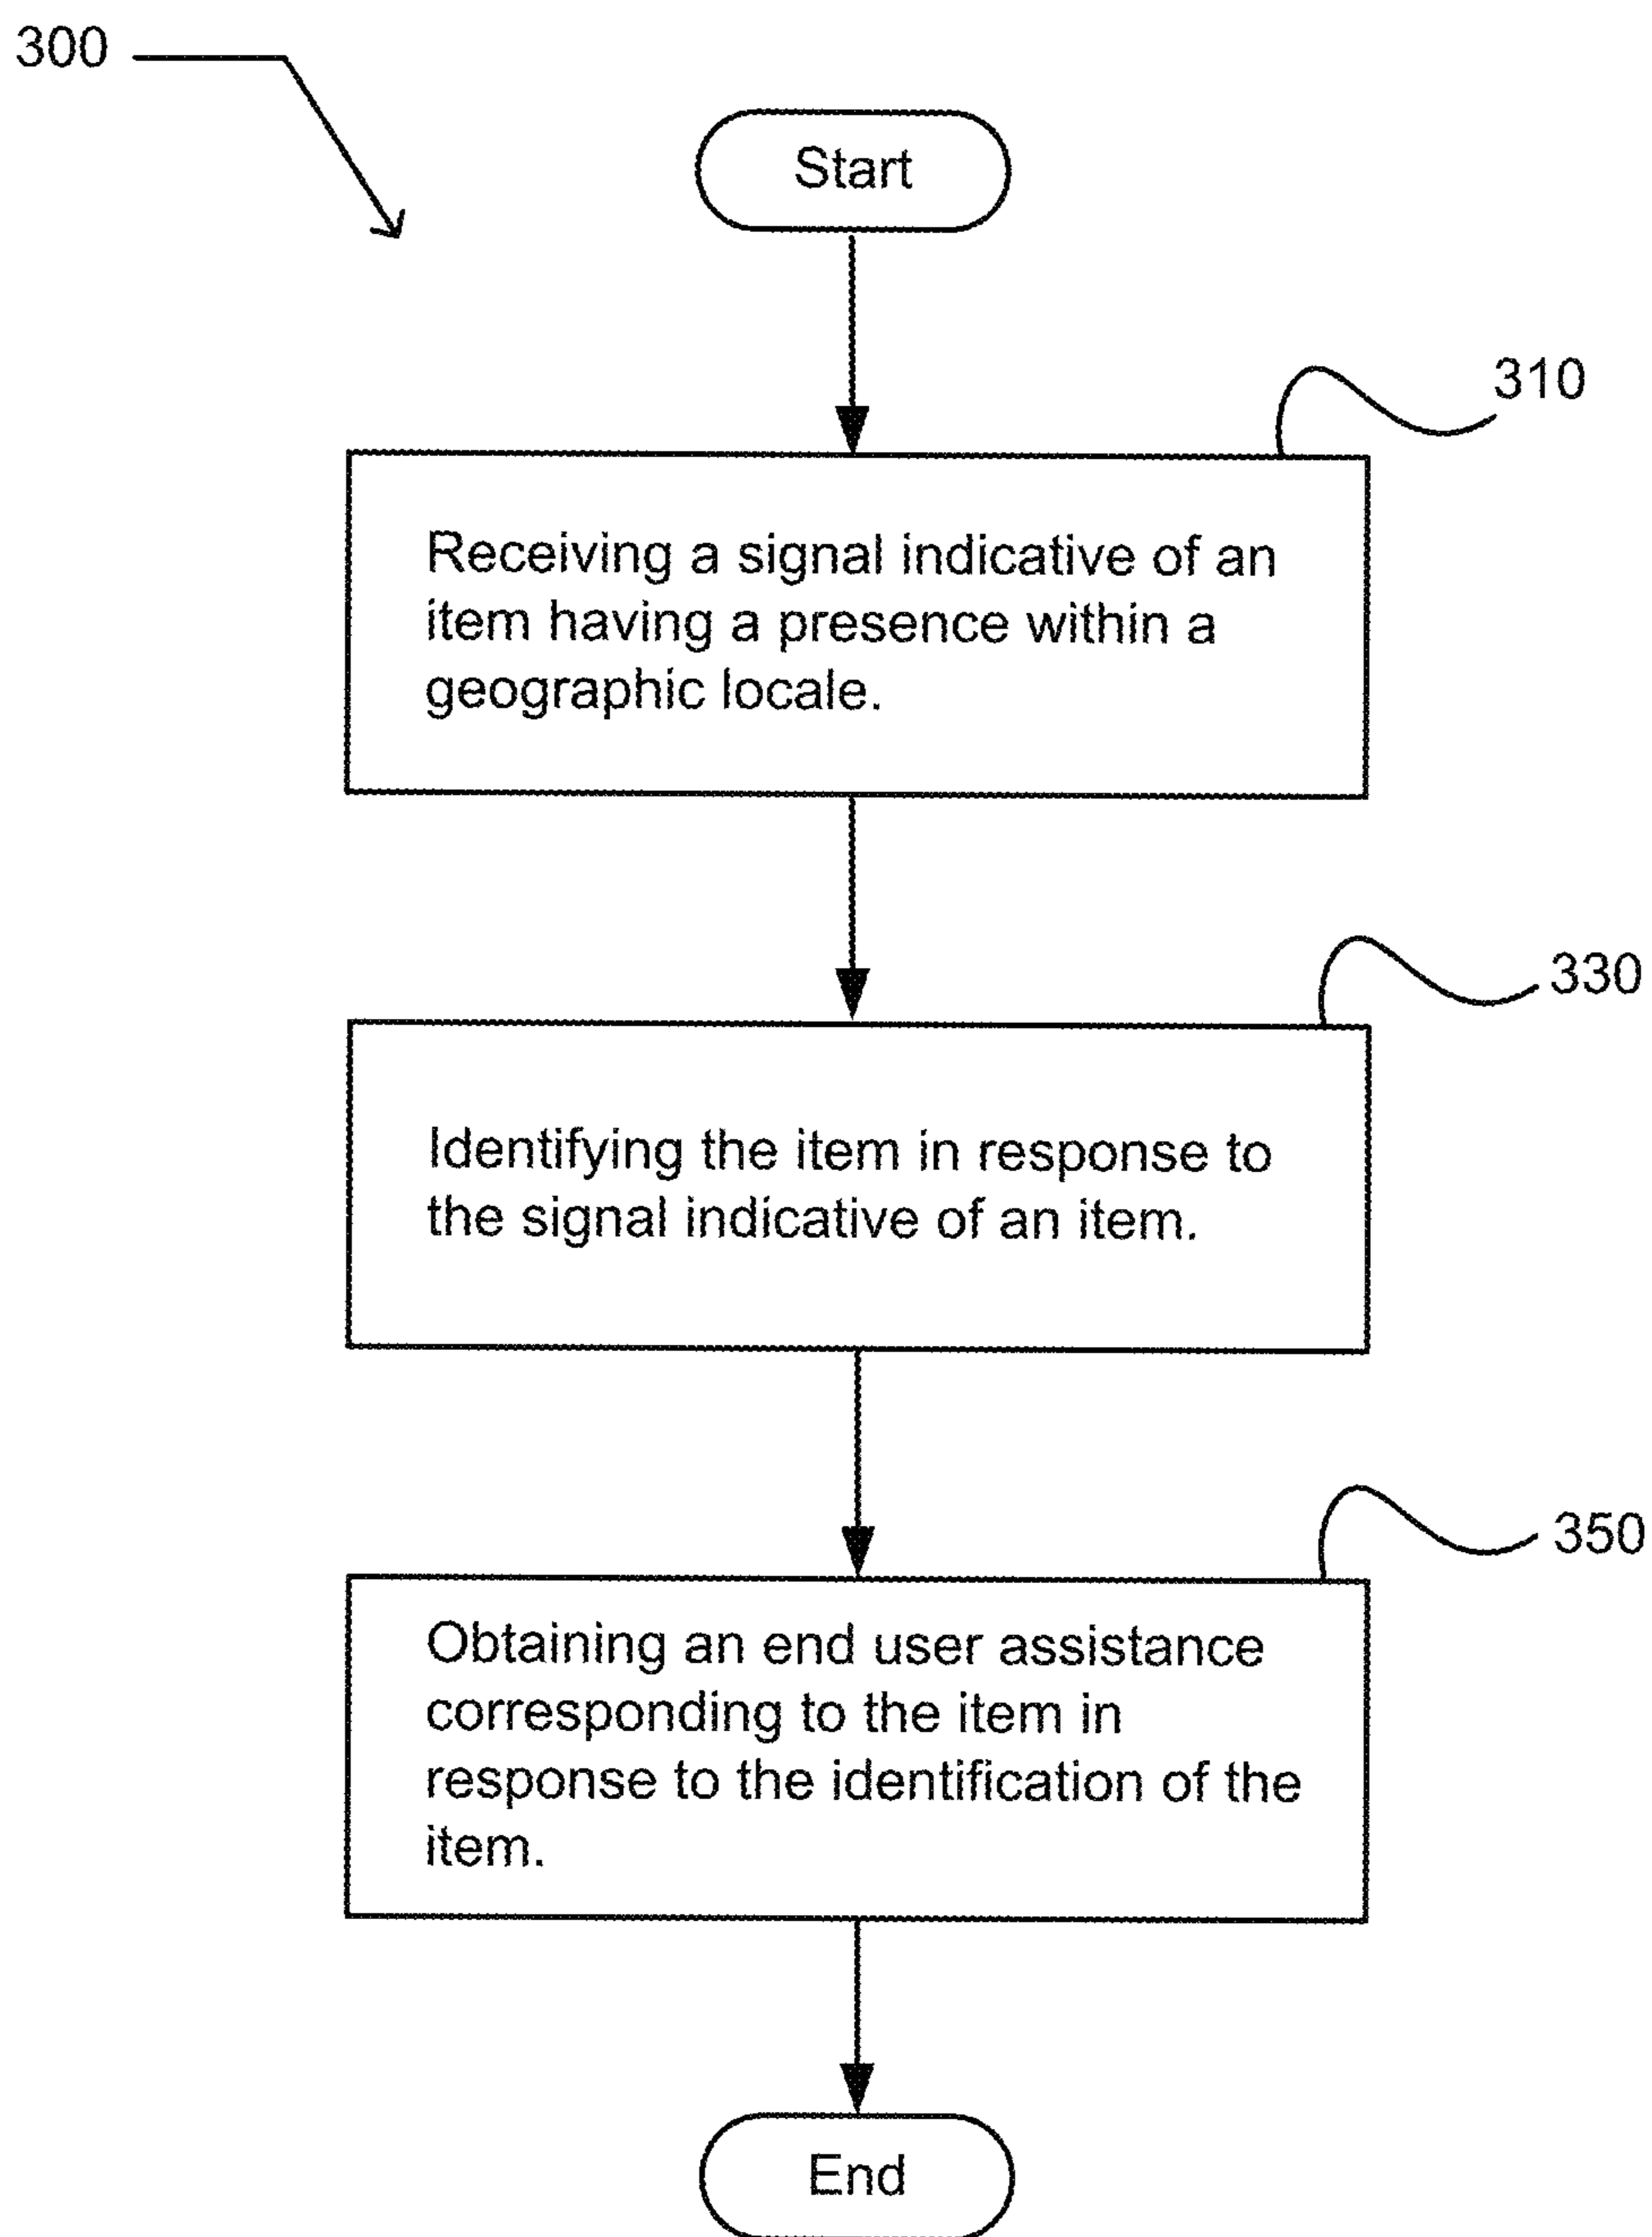 300
Start
310
Receiving a signal indicative of an
item having a presence within a
geographic locale.
330
Identifying the item in response to
the signal indicative of an item.
350
Obtaining an end user assistance
corresponding to the item in
response to the identification of the
item.
End